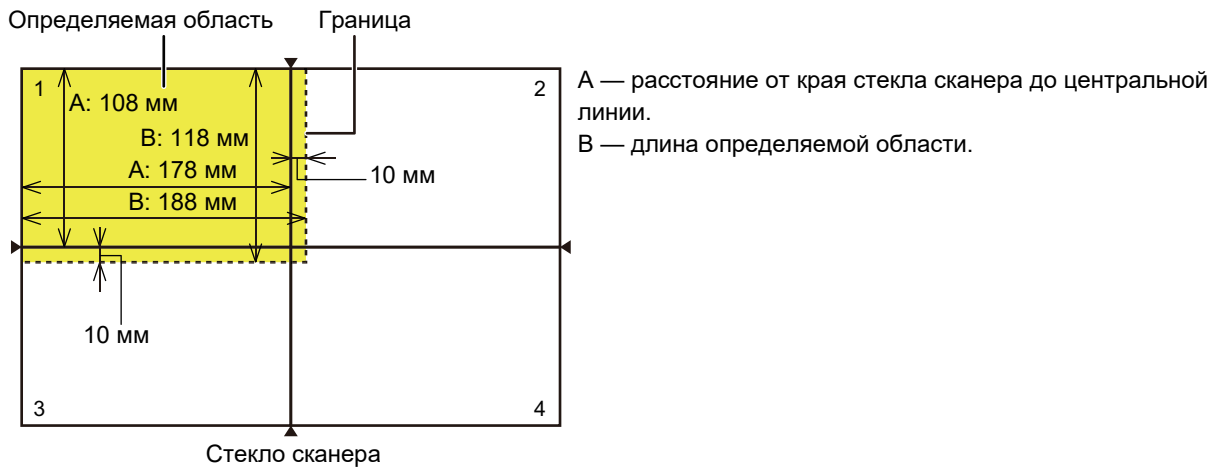 Определяемая область
Граница
1
2
A: 108 мм
B: 118 мм
A: 178 мм
10 мм
B: 188 мм
10 мм
3
4
Стекло сканера
A — расстояние от края стекла сканера до центральной
линии.
B — длина определяемой области.